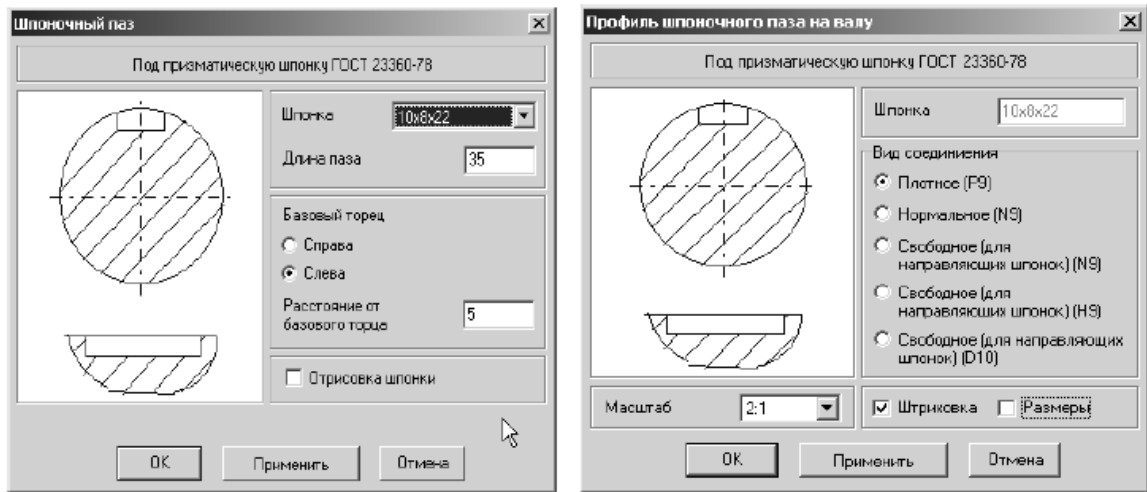 Шпоночный паз
Под призматическую шпонку ГОСТ 23360-78
Шпонка 10x8x22
Длина паза 35
Базовый торец
Справа
Слева
Расстояние от
базового торца 5
Отрисовка шпонки
OK Применить Отмена
Профиль шпоночного паза на валу
Под призматическую шпонку ГОСТ 23360-78
Шпонка 10x8x22
Вид соединиения
Плотное (P9)
Нормальное (N9)
Свободное (для
направляющих шпонок) (N9)
Свободное (для
направляющих шпонок) (H9)
Свободное (для направляющих
шпонок) (D10)
Масштаб 2:1
Штриховка Размеры
OK Применить Отмена